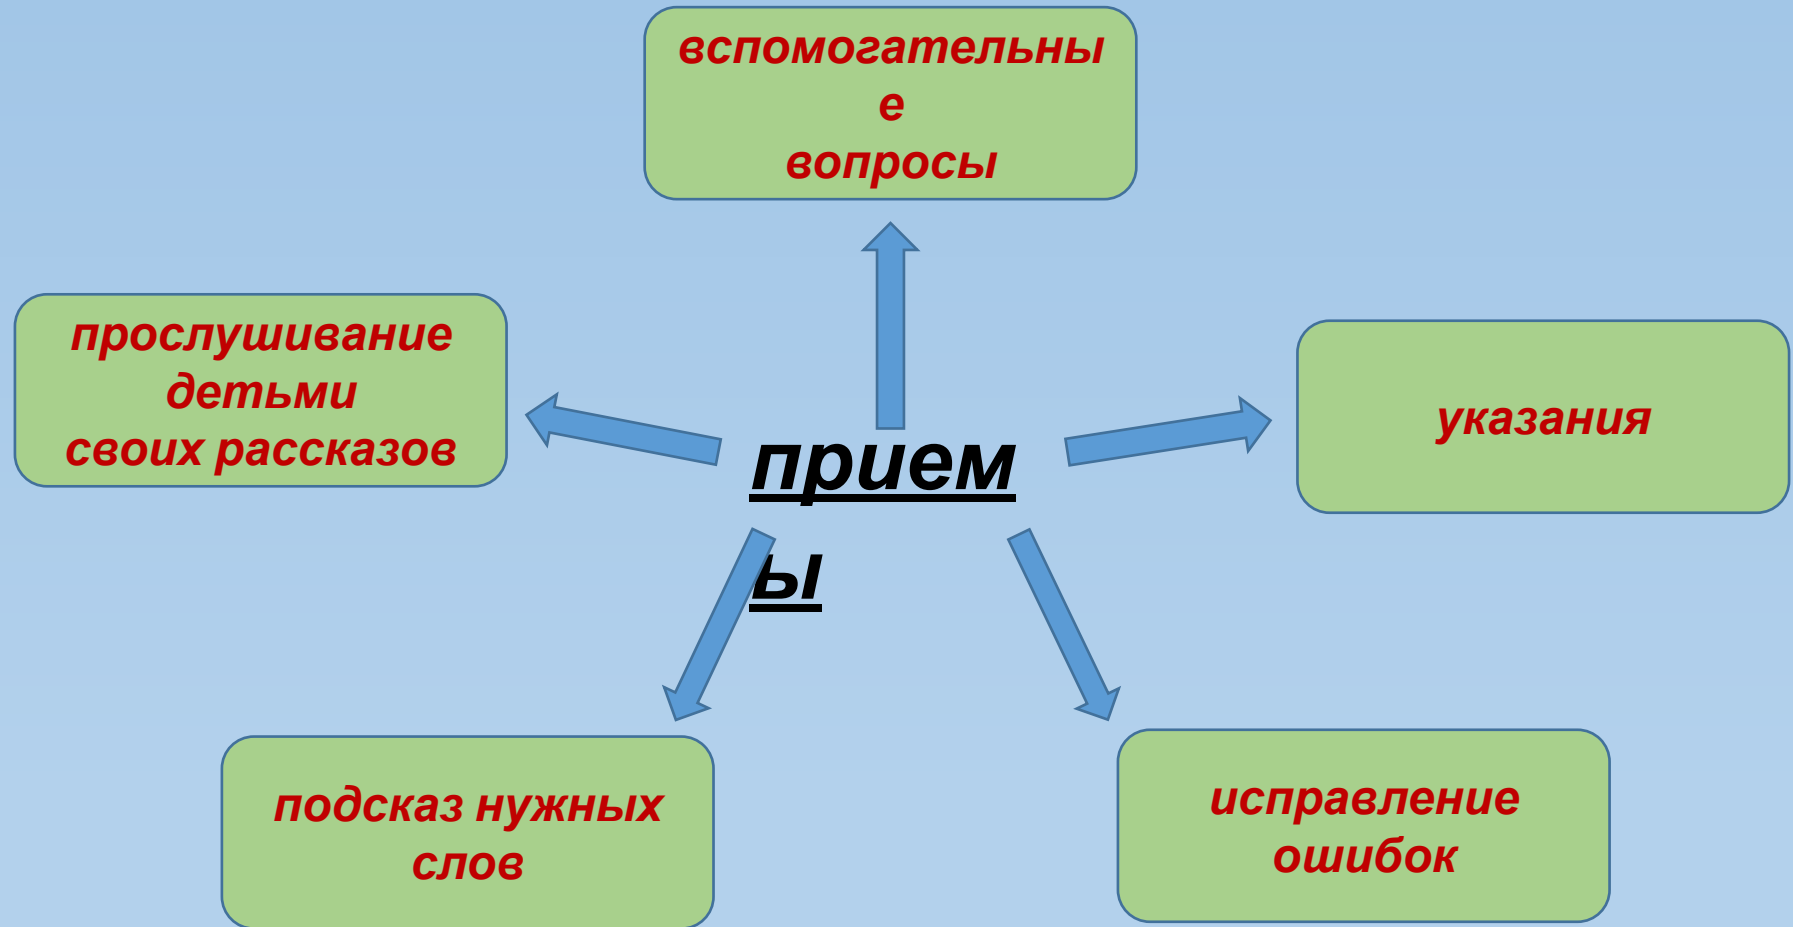 вспомогательны
е
вопросы
прослушивание
детьми
своих рассказов
указания
прием
ы
подсказ нужных
слов
исправление
ошибок